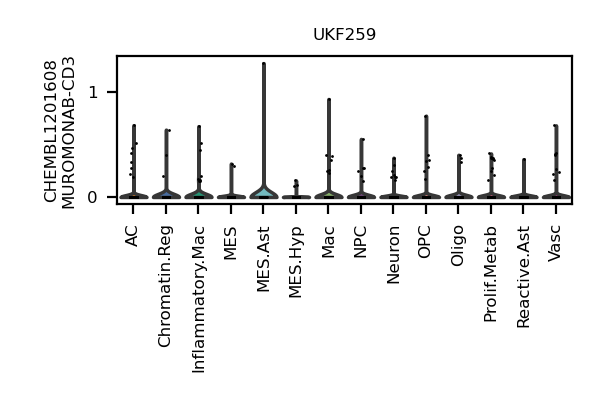 UKF259
CHEMBL1201608
MUROMONAB-CD3
1
0
AC
Chromatin.Reg
Inflammatory.Mac
MES
MES.Ast
MES.Hyp
Mac
NPC
Neuron
OPC
Oligo
Prolif.Metab
Reactive.Ast
Vasc